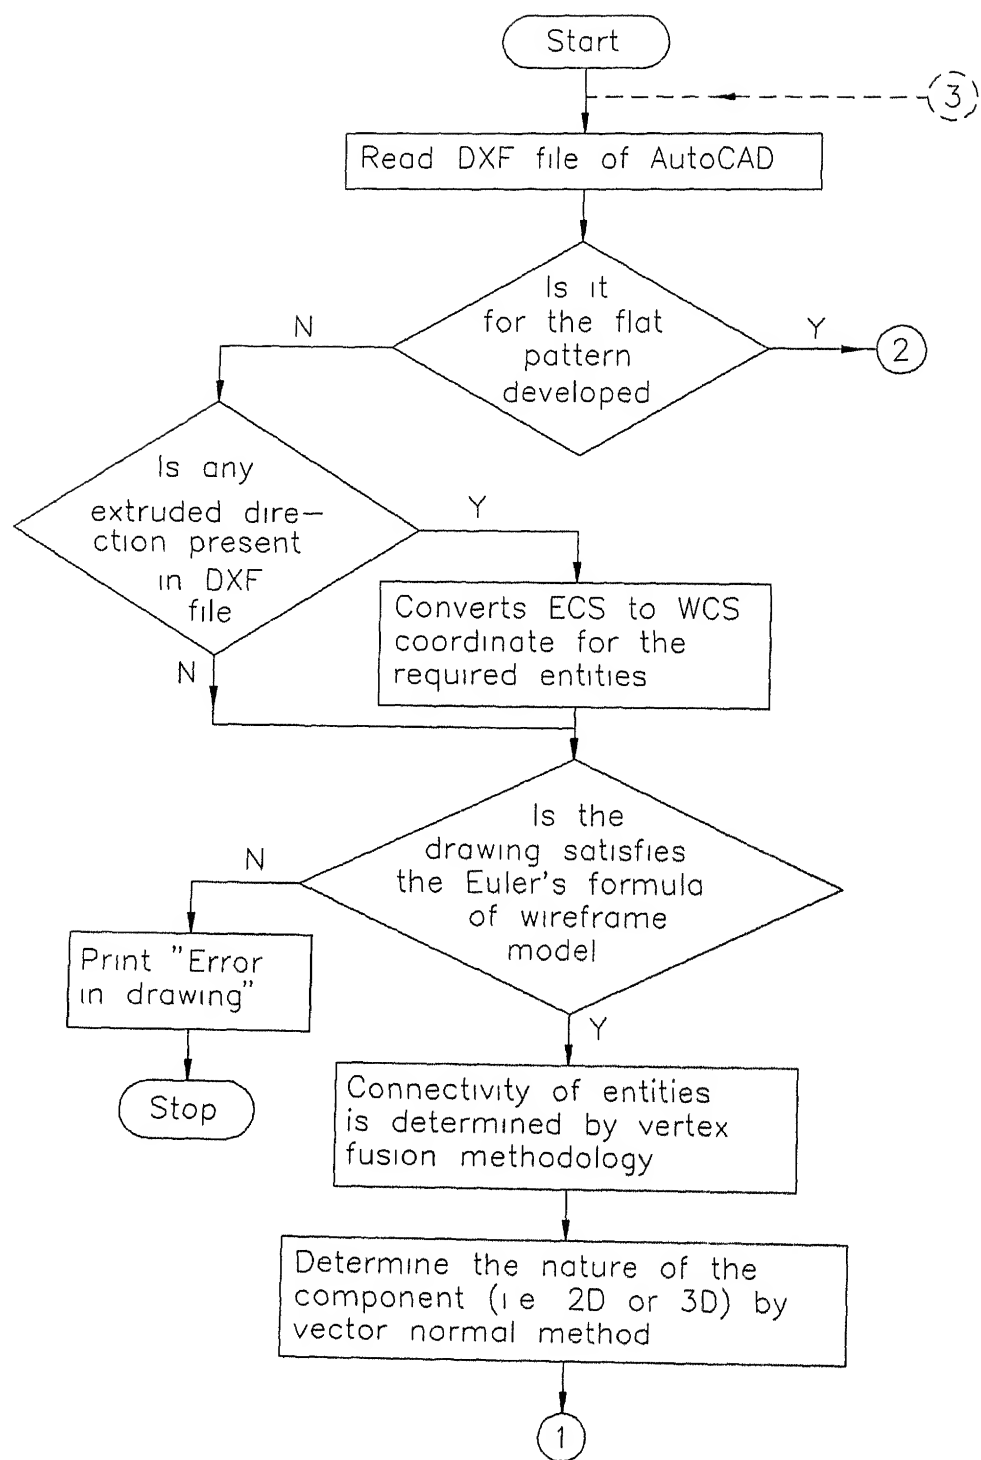 Start
3
Read DXF file of AutoCAD
Is it
for the flat
pattern
developed
N
Y
2
Is any
extruded dire-
ction present
in DXF
file
Y
N
Converts ECS to WCS
coordinate for the
required entities
Is the
drawing satisfies
the Euler's formula
of wireframe
model
N
Print "Error
in drawing"
Stop
Y
Connectivity of entities
is determined by vertex
fusion methodology
Determine the nature of the
component (i e 2D or 3D) by
vector normal method
1